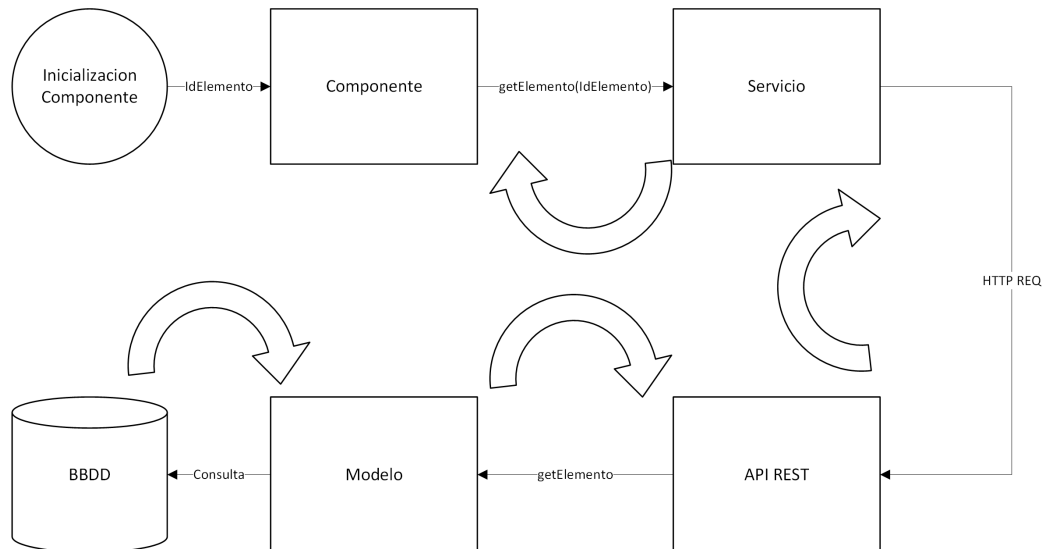 Inicializacion
Componente
IdElemento
Componente
getElemento(IdElemento)
Servicio
HTTP REQ
BBDD
Consulta
Modelo
getElemento
API REST